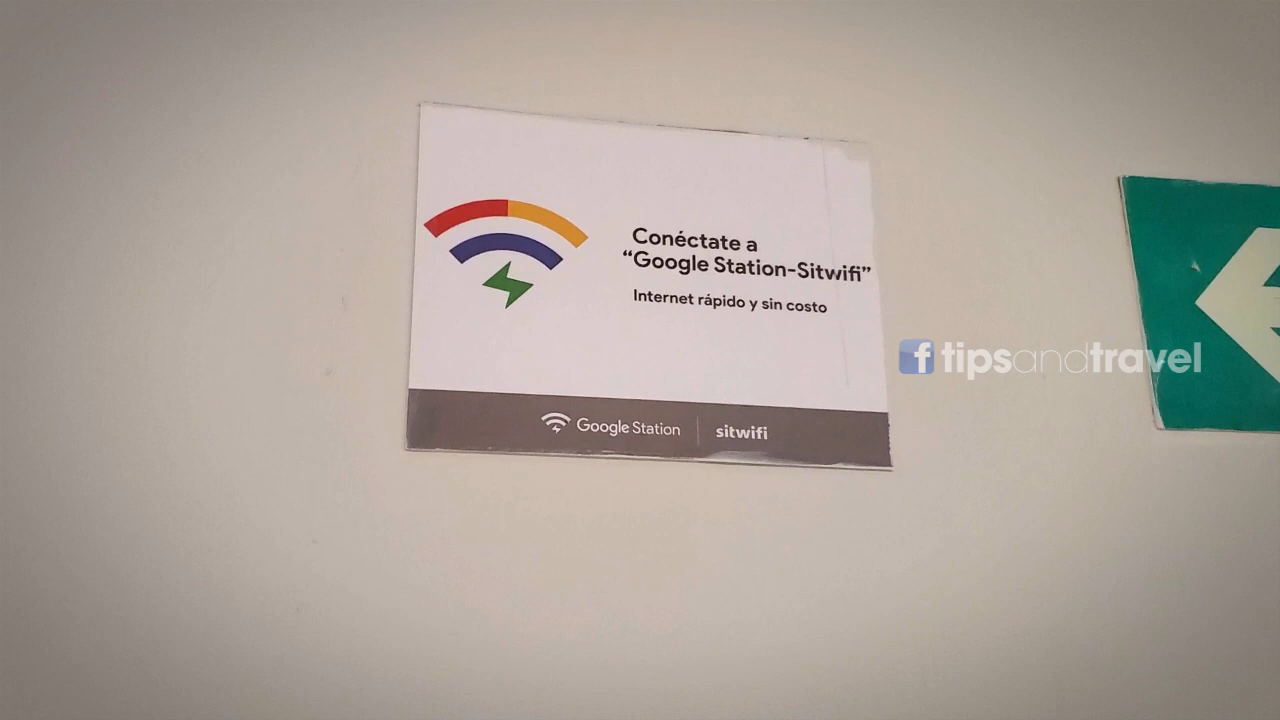 Conéctate a
“Google Station-Sitwifi”
Internet rápido y sin costo
Google Station | sitwifi
f tipsandtravel